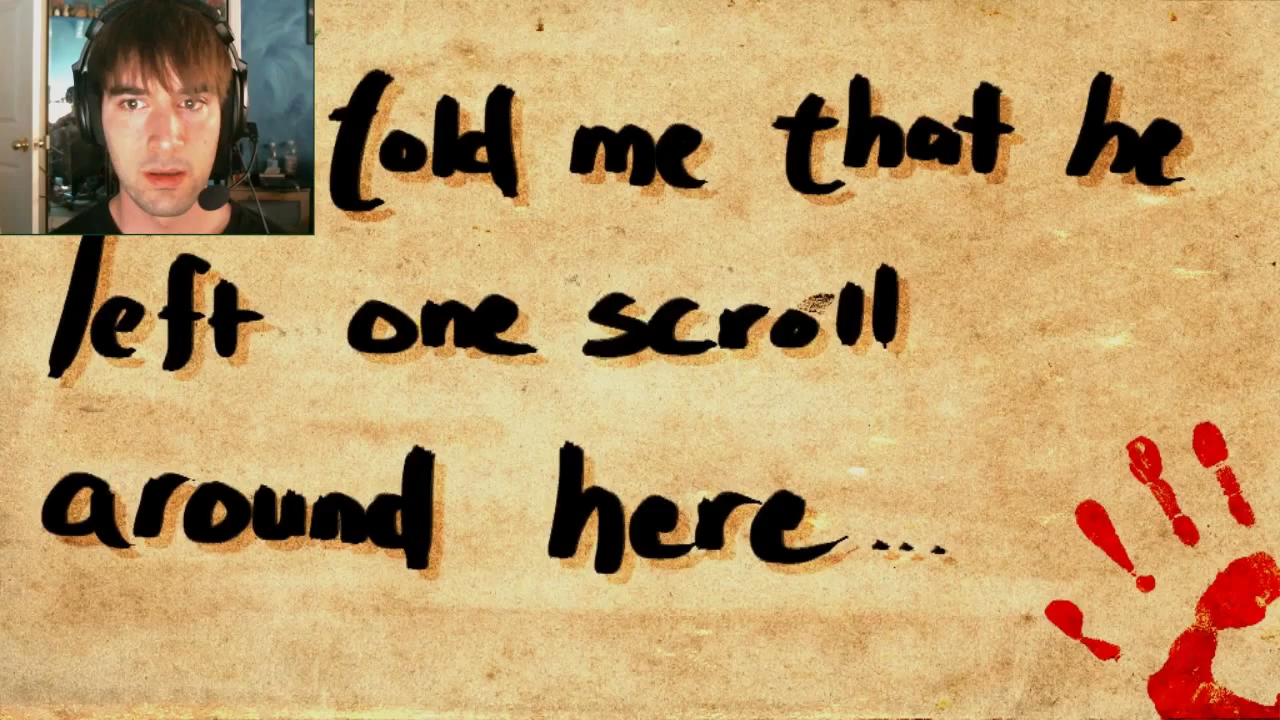 told me that he
left one scroll
around here...